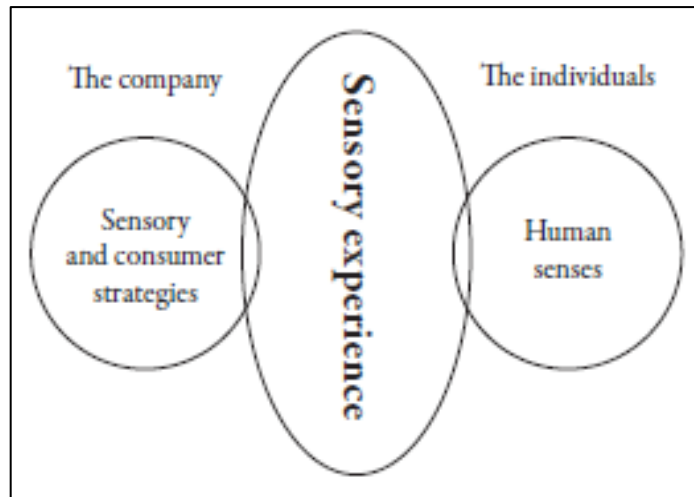 The company
Sensory
and consumer
strategies
Sensory experience
The individuals
Human
senses